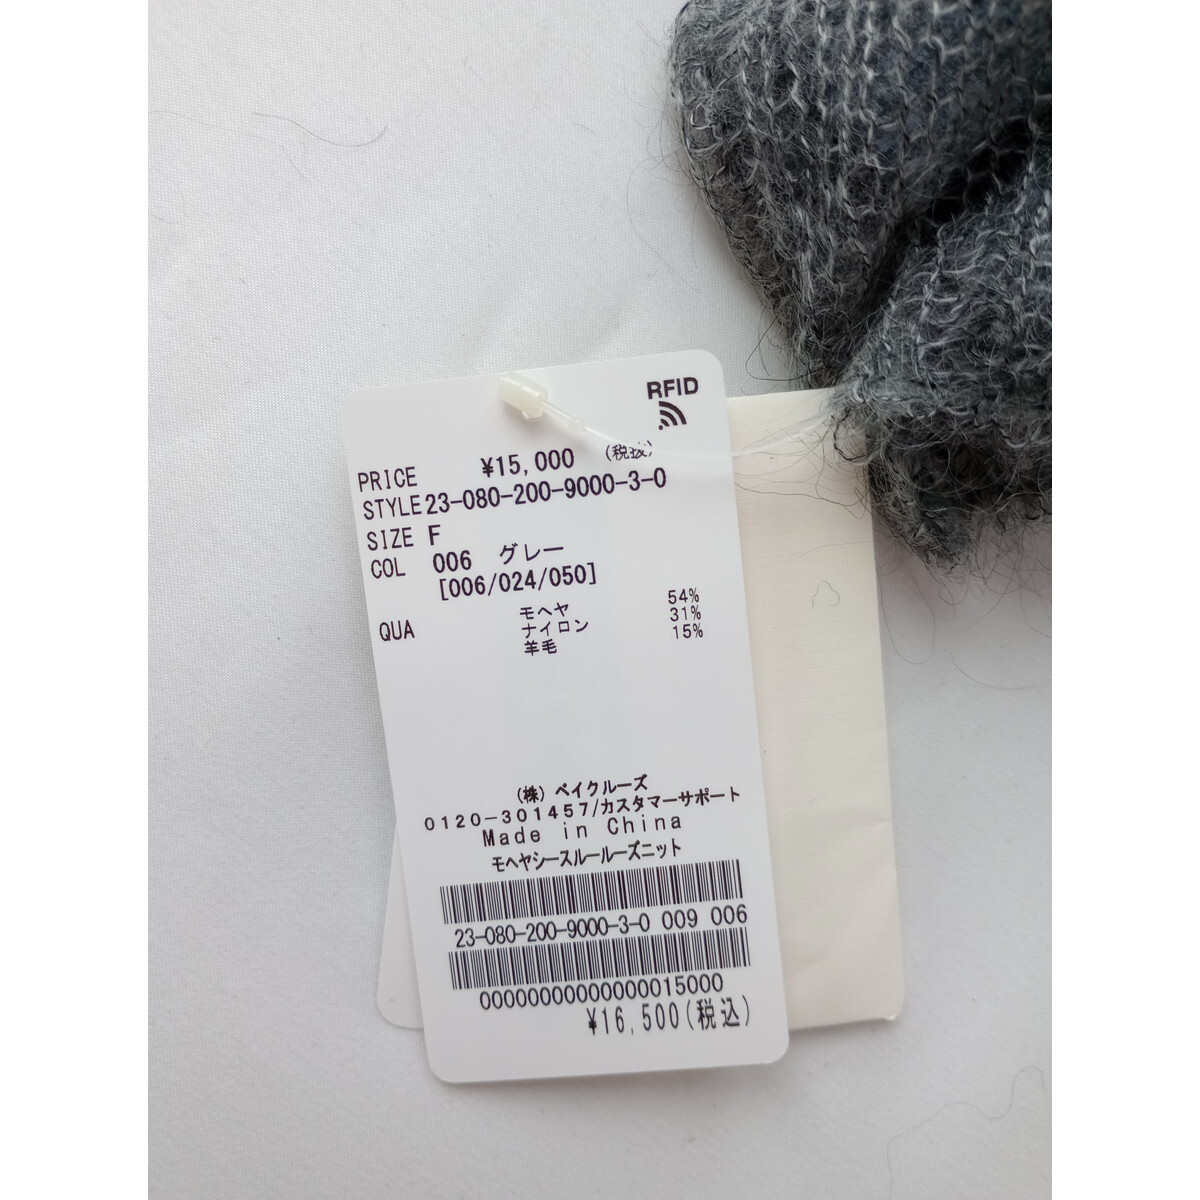 RFID
PRICE ¥15,000 (税抜)
STYLE 23-080-200-9000-3-0
SIZE F
COL 006 グレー
[006/024/050]
QUA モヘヤ 54%
ナイロン 31%
羊毛 15%
(株)ベイクルーズ
0120-301457/カスタマーサポート
Made in China
モヘヤシースルールーズニット
23-080-200-9000-3-0 009 006
00000000000000015000
¥16,500(税込)